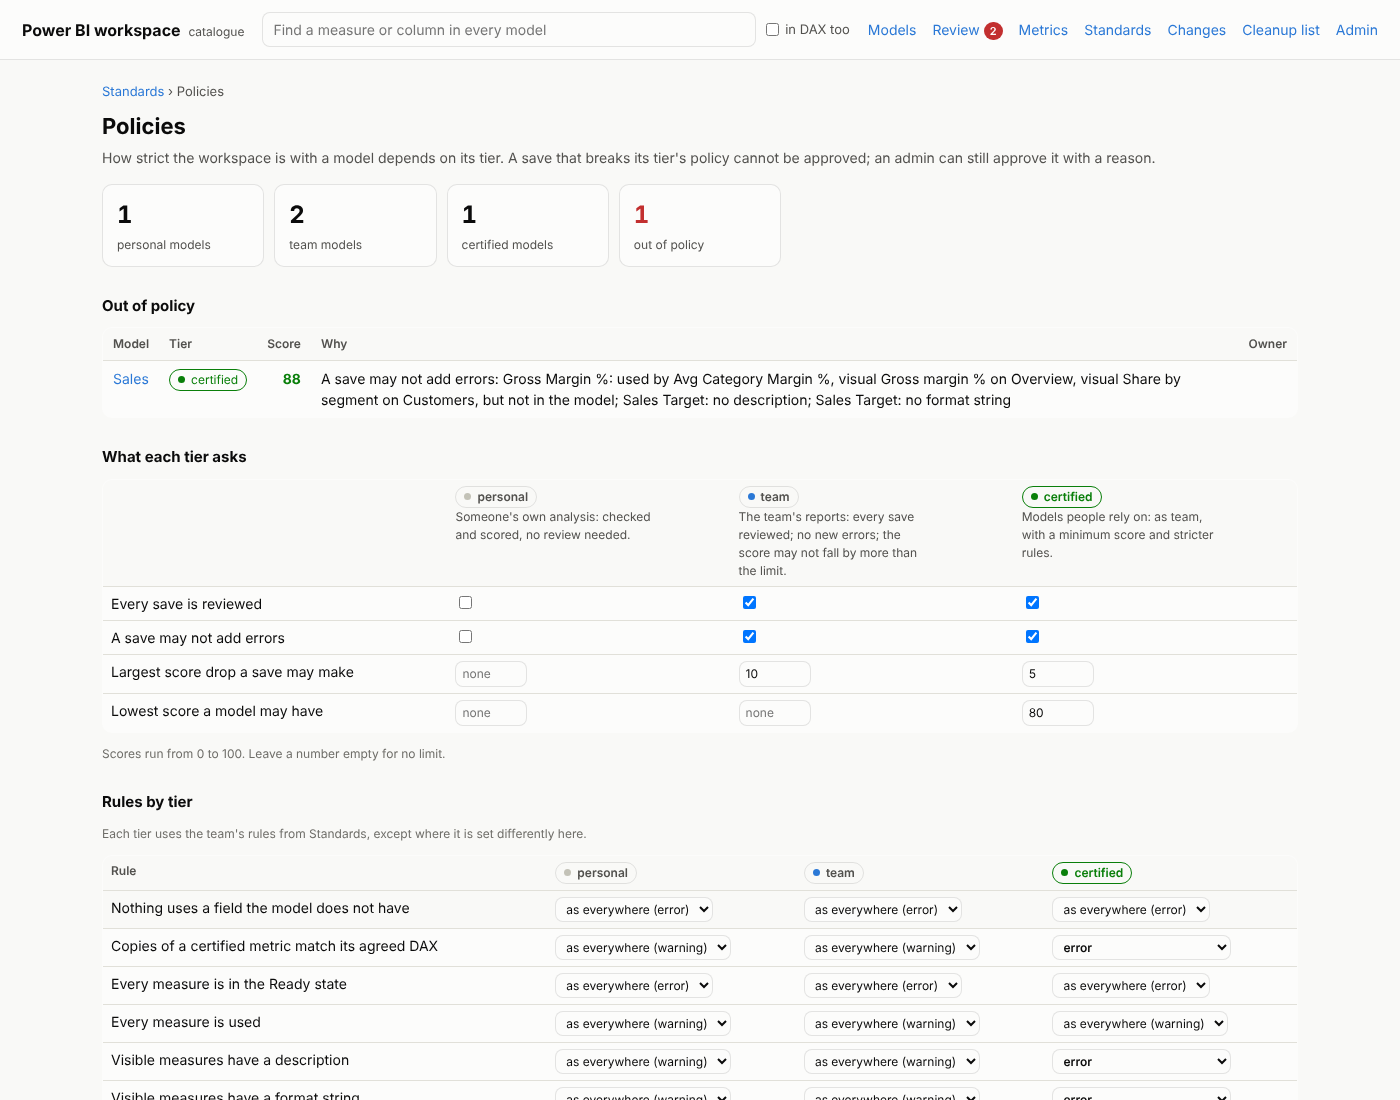 Power BI workspace catalogue
Find a measure or column in every model
in DAX too
Models
Review 2
Metrics
Standards
Changes
Cleanup list
Admin
Standards › Policies
Policies
How strict the workspace is with a model depends on its tier. A save that breaks its tier's policy cannot be approved; an admin can still approve it with a reason.
1
personal models
2
team models
1
certified models
1
out of policy
Out of policy
Model Tier Score Why Owner
Sales certified 88 A save may not add errors: Gross Margin %: used by Avg Category Margin %, visual Gross margin % on Overview, visual Share by
segment on Customers, but not in the model; Sales Target: no description; Sales Target: no format string
What each tier asks
personal
Someone's own analysis: checked
and scored, no review needed.
team
The team's reports: every save
reviewed; no new errors; the
score may not fall by more than
the limit.
certified
Models people rely on: as team,
with a minimum score and stricter
rules.
Every save is reviewed
A save may not add errors
Largest score drop a save may make none 10 5
Lowest score a model may have none none 80
Scores run from 0 to 100. Leave a number empty for no limit.
Rules by tier
Each tier uses the team's rules from Standards, except where it is set differently here.
Rule personal team certified
Nothing uses a field the model does not have as everywhere (error) as everywhere (error) as everywhere (error)
Copies of a certified metric match its agreed DAX as everywhere (warning) as everywhere (warning) error
Every measure is in the Ready state as everywhere (error) as everywhere (error) as everywhere (error)
Every measure is used as everywhere (warning) as everywhere (warning) as everywhere (warning)
Visible measures have a description as everywhere (warning) as everywhere (warning) error
Visible measures have a format string as everywhere (warning) as everywhere (warning) error